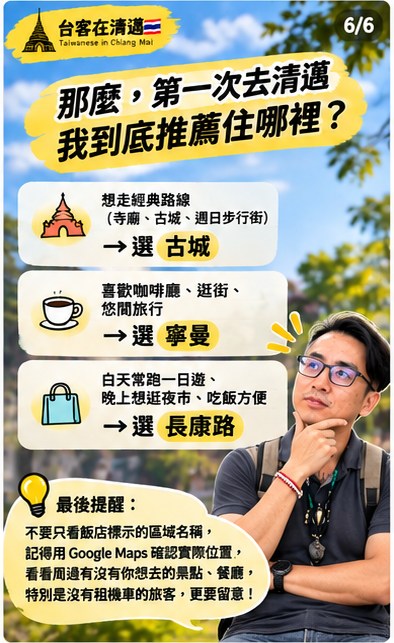 台客在清邁
Taiwanese in Chiang Mai
6/6
那麼，第一次去清邁
我到底推薦住哪裡？
想走經典路線
（寺廟、古城、週日步行街）
→ 選 古城
喜歡咖啡廳、逛街、
悠閒旅行
→ 選 寧曼
白天常跑一日遊、
晚上想逛夜市、吃飯方便
→ 選 長康路
最後提醒：
不要只看飯店標示的區域名稱，
記得用 Google Maps 確認實際位置，
看看周邊有沒有你想去的景點、餐廳，
特別是沒有租機車的旅客，更要留意！